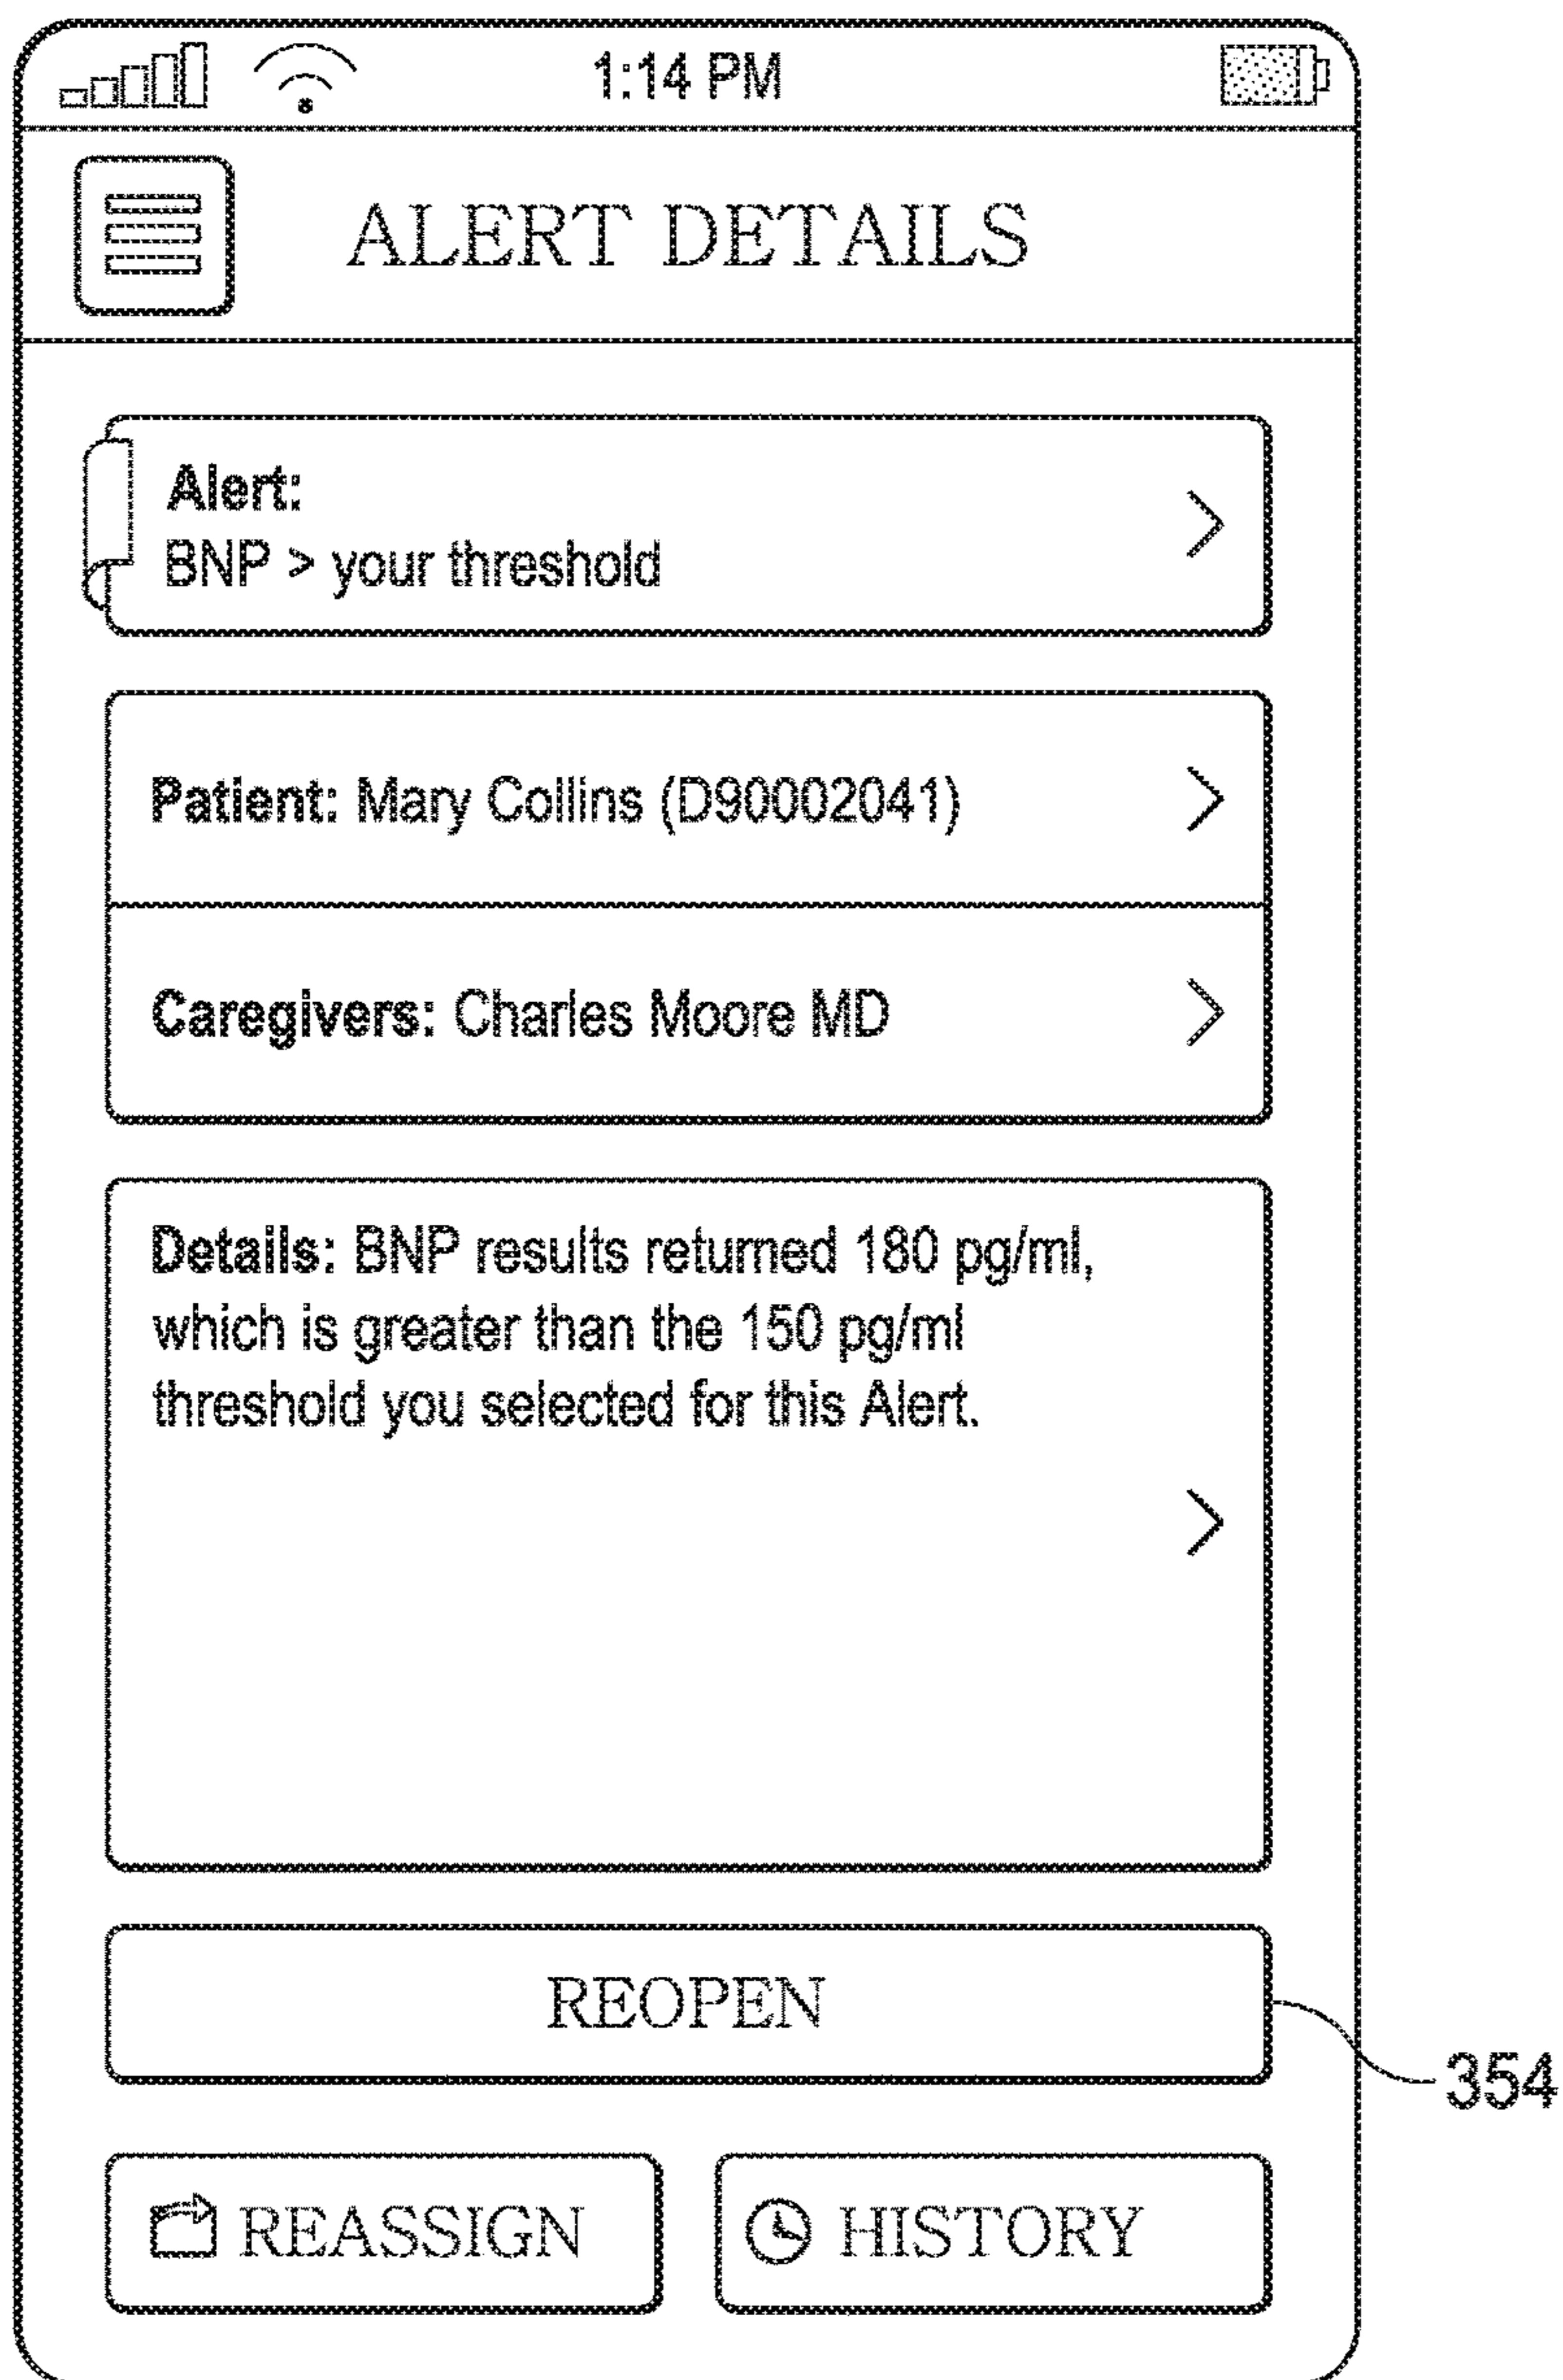 1:14 PM
ALERT DETAILS
Alert:
BNP > your threshold
Patient: Mary Collins (D90002041)
Caregivers: Charles Moore MD
Details: BNP results returned 180 pg/ml,
which is greater than the 150 pg/ml
threshold you selected for this Alert.
REOPEN
354
REASSIGN
HISTORY